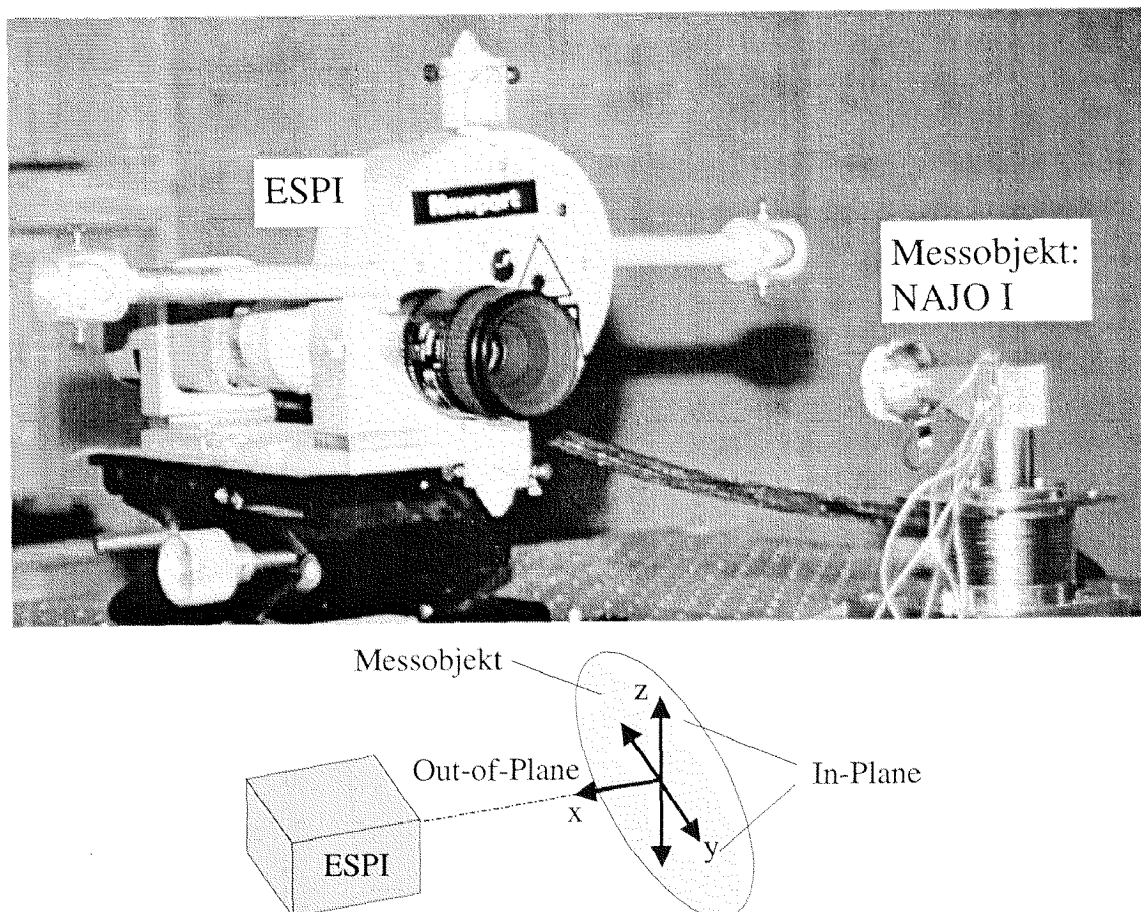 ESPI
Newport
Messobjekt:
NAJO I
Messobjekt
z
Out-of-Plane
In-Plane
x
y
ESPI